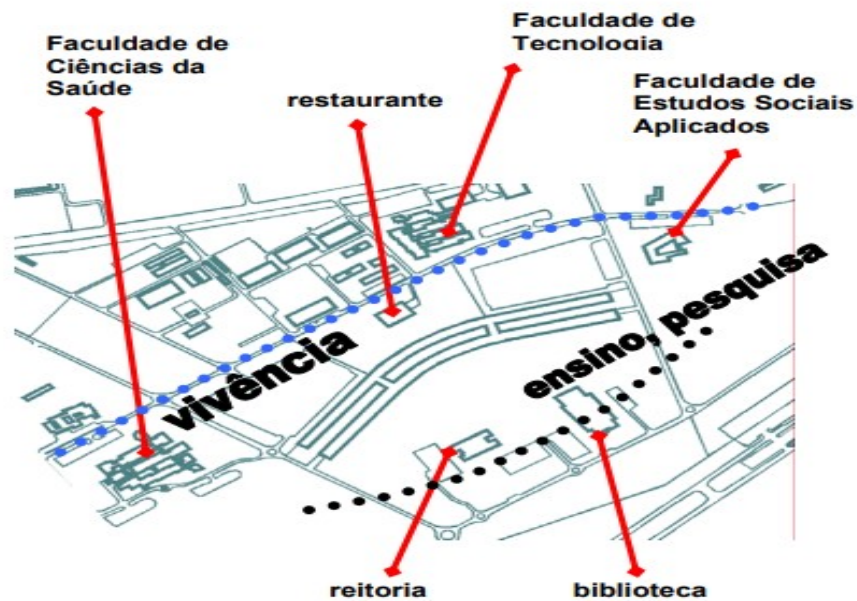 Faculdade de
Ciências da
Saúde
restaurante
Faculdade de
Tecnologia
Faculdade de
Estudos Sociais
Aplicados
vivência
ensino, pesquisa
reitoria
biblioteca